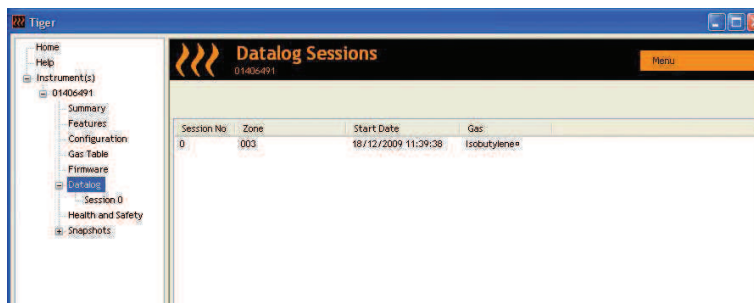 Tiger
Home
Help
Instrument(s)
01406491
Summary
Features
Configuration
Gas Table
Firmware
Datalog
Session 0
Health and Safety
Snapshots
Datalog Sessions
01406491
Menu
Session No Zone Start Date Gas
0 003 18/12/2009 11:39:38 Isobutylene¤